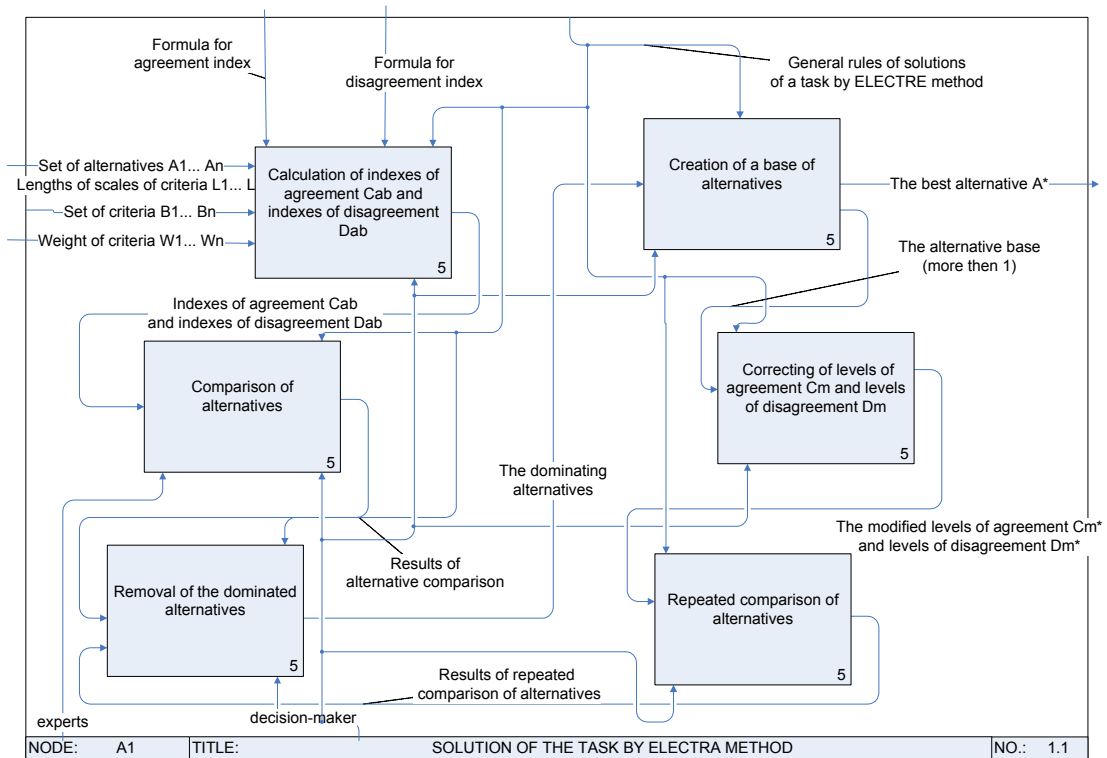 Formula for
agreement index
Formula for
disagreement index
General rules of solutions
of a task by ELECTRE method
Set of alternatives A1... An
Lengths of scales of criteria L1... L
Set of criteria B1... Bn
Weight of criteria W1... Wn
Calculation of indexes of
agreement Cab and
indexes of disagreement
Dab
5
Creation of a base of
alternatives
5
The best alternative A*
The alternative base
(more then 1)
Indexes of agreement Cab
and indexes of disagreement Dab
Comparison of
alternatives
5
Correcting of levels of
agreement Cm and levels
of disagreement Dm
5
The dominating
alternatives
The modified levels of agreement Cm*
and levels of disagreement Dm*
Results of
alternative comparison
Removal of the dominated
alternatives
5
Repeated comparison of
alternatives
5
Results of repeated
comparison of alternatives
experts
decision-maker
NODE: A1 TITLE: SOLUTION OF THE TASK BY ELECTRA METHOD NO.: 1.1